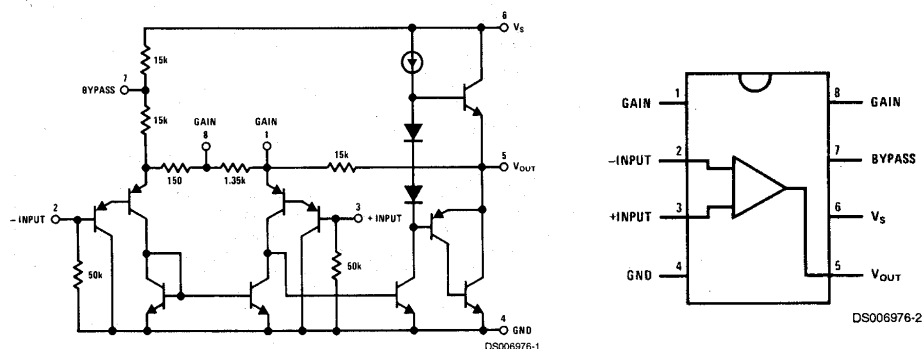 6
Vs
15k
7
BYPASS
15k
GAIN
8
GAIN
1
150
1.35k
15k
5
VOUT
2
– INPUT
3
+ INPUT
50k
50k
4
GND
DS006976-1
GAIN
1
8
GAIN
–INPUT
2
7
BYPASS
+INPUT
3
6
VS
GND
4
5
VOUT
DS006976-2